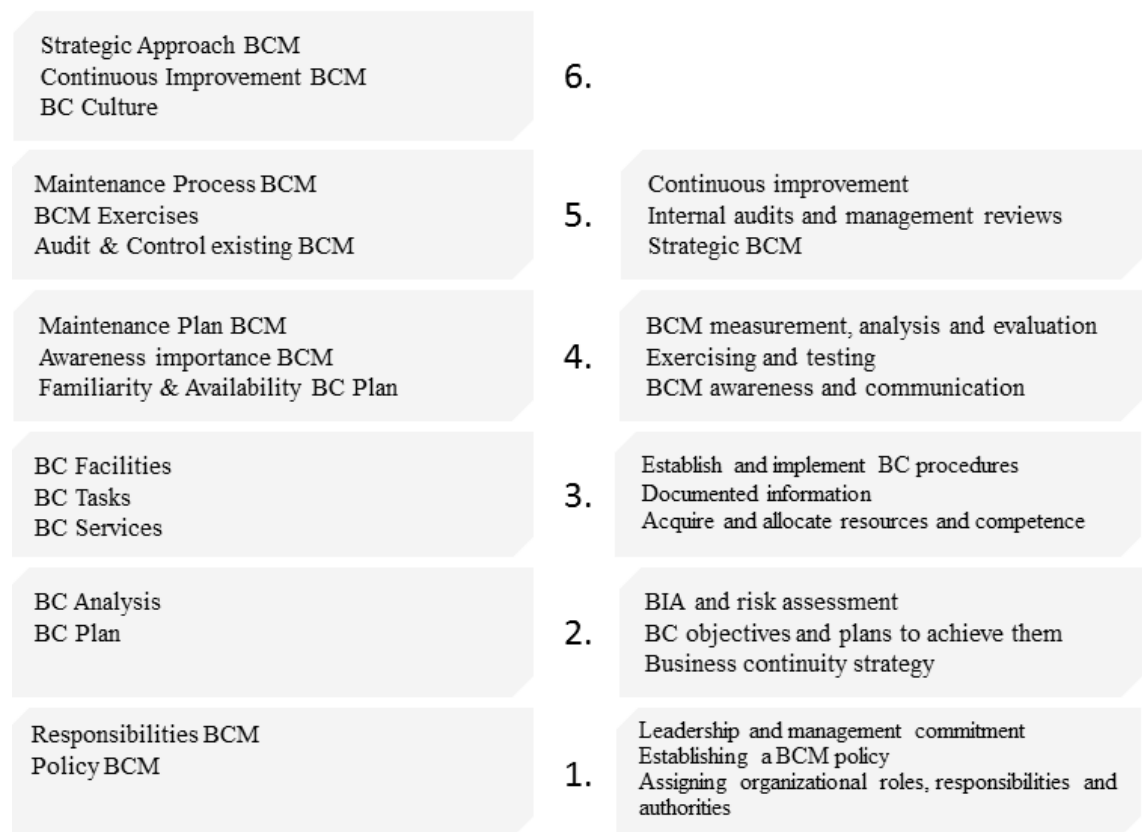 Strategic Approach BCM
Continuous Improvement BCM
BC Culture
6.
Maintenance Process BCM
BCM Exercises
Audit & Control existing BCM
5.
Continuous improvement
Internal audits and management reviews
Strategic BCM
Maintenance Plan BCM
Awareness importance BCM
Familiarity & Availability BC Plan
4.
BCM measurement, analysis and evaluation
Exercising and testing
BCM awareness and communication
BC Facilities
BC Tasks
BC Services
3.
Establish and implement BC procedures
Documented information
Acquire and allocate resources and competence
BC Analysis
BC Plan
2.
BIA and risk assessment
BC objectives and plans to achieve them
Business continuity strategy
Responsibilities BCM
Policy BCM
1.
Leadership and management commitment
Establishing a BCM policy
Assigning organizational roles, responsibilities and
authorities